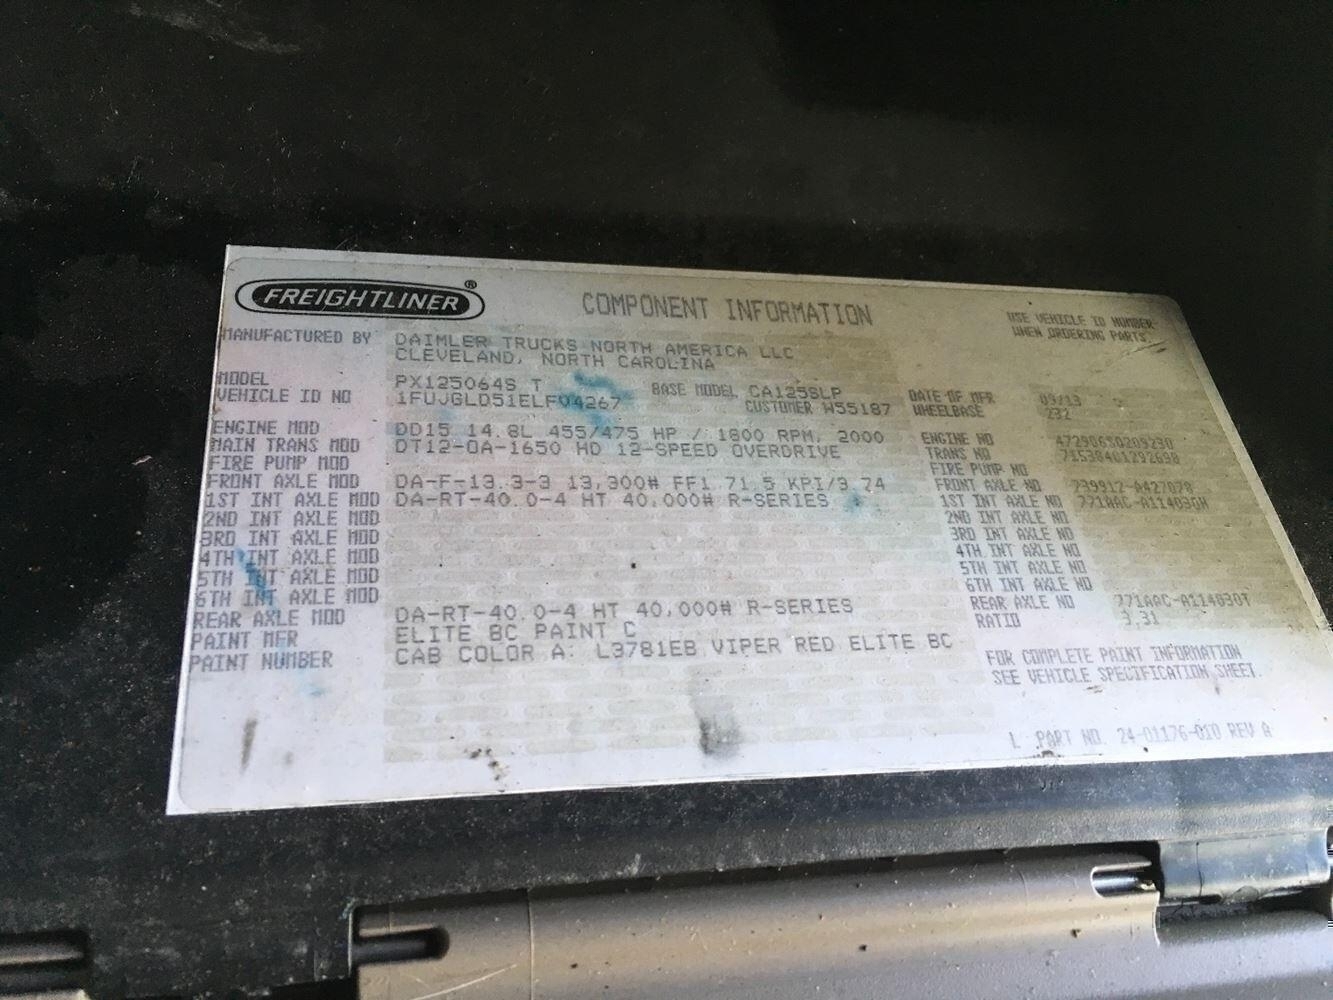 FREIGHTLINER®
COMPONENT INFORMATION
USE VEHICLE ID NUMBER
WHEN ORDERING PARTS.
MANUFACTURED BY DAIMLER TRUCKS NORTH AMERICA LLC
CLEVELAND, NORTH CAROLINA
MODEL PX125064S T BASE MODEL CA125SLP DATE OF MFR 09/13
VEHICLE ID NO 1FUJGLD51ELFV4267 CUSTOMER W55187 WHEELBASE 232
ENGINE MOD DD15 14.8L 455/475 HP / 1800 RPM, 2000 ENGINE NO 472906S0209230
MAIN TRANS MOD DT12-OA-1650 HD 12-SPEED OVERDRIVE TRANS NO 71538401292698
FIRE PUMP MOD FIRE PUMP NO
FRONT AXLE MOD DA-F-13.3-3 13,300# FF1 71.5 KPI/3.74 FRONT AXLE NO 739912-A427078
1ST INT AXLE MOD DA-RT-40.0-4 HT 40,000# R-SERIES 1ST INT AXLE NO
2ND INT AXLE MOD 2ND INT AXLE NO
3RD INT AXLE MOD 3RD INT AXLE NO
4TH INT AXLE MOD 4TH INT AXLE NO
5TH INT AXLE MOD 5TH INT AXLE NO
6TH INT AXLE MOD 6TH INT AXLE NO
REAR AXLE MOD DA-RT-40.0-4 HT 40,000# R-SERIES REAR AXLE NO
PAINT MFR ELITE BC PAINT C RATIO 3.31
PAINT NUMBER CAB COLOR A: L3781EB VIPER RED ELITE BC
FOR COMPLETE PAINT INFORMATION
SEE VEHICLE SPECIFICATION SHEET.
PART NO. 24-01176-010 REV A